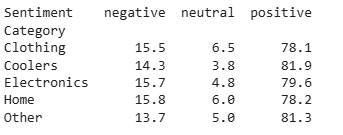 Sentiment negative neutral positive
Category
Clothing 15.5 6.5 78.1
Coolers 14.3 3.8 81.9
Electronics 15.7 4.8 79.6
Home 15.8 6.0 78.2
Other 13.7 5.0 81.3